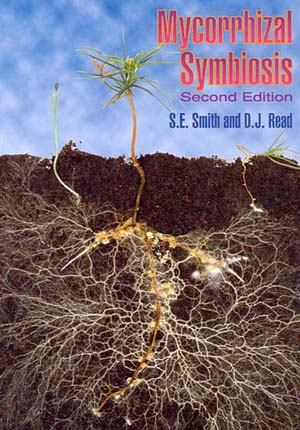 Mycorrhizal
Symbiosis
Second Edition
S.E. Smith and D.J. Read